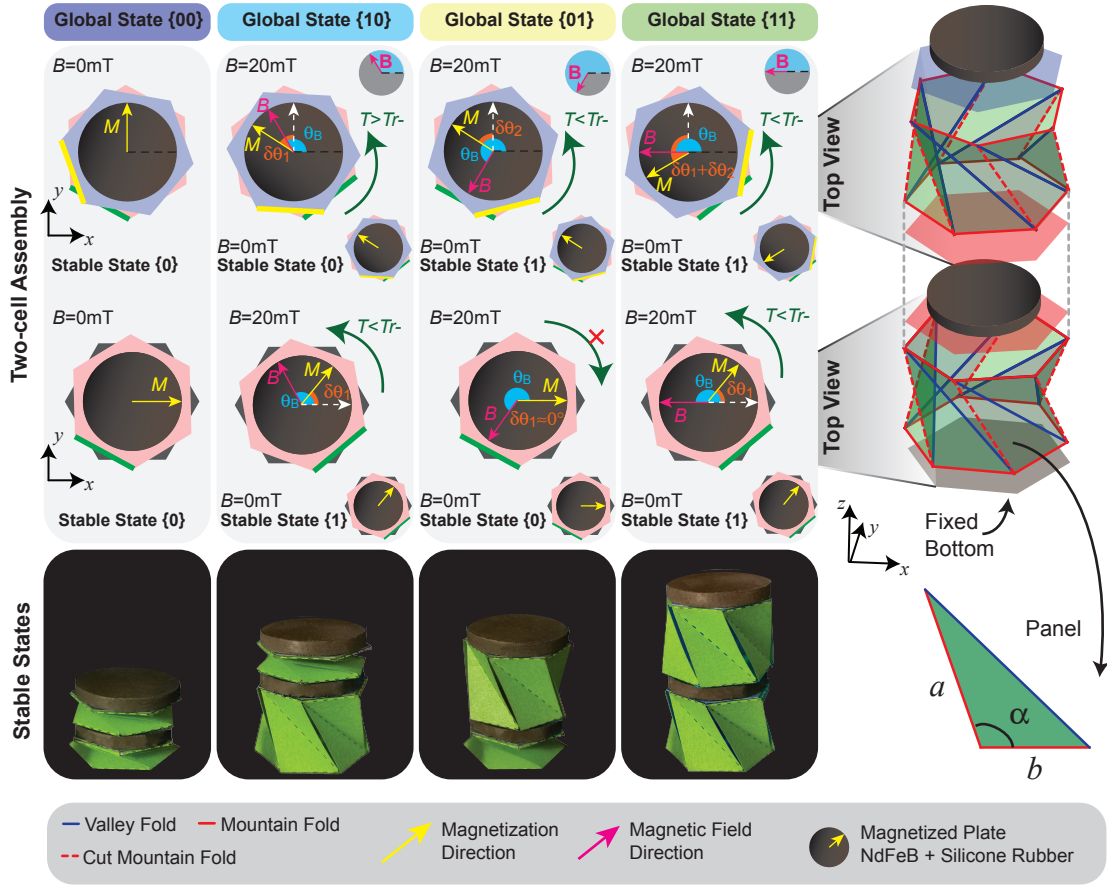 Global State {00}
Global State {10}
Global State {01}
Global State {11}
Two-cell Assembly
B=0mT
M
y
x
Stable State {0}
B=20mT
B
B
M
θB
δθ1
T>Tr-
B=0mT
Stable State {0}
B=20mT
B
M
δθ2
θB
B
T<Tr-
B=0mT
Stable State {1}
B=20mT
B
B
M
θB
δθ1+δθ2
T<Tr-
B=0mT
Stable State {1}
B=0mT
M
y
x
Stable State {0}
B=20mT
B
M
θB
δθ1
T<Tr-
B=0mT
Stable State {1}
B=20mT
θB
M
B
δθ1=0°
B=0mT
Stable State {0}
B=20mT
M
θB
δθ1
B
T<Tr-
B=0mT
Stable State {1}
Top View
Top View
Fixed
Bottom
z
y
x
Panel
a
α
b
Stable States
Valley Fold
Mountain Fold
Cut Mountain Fold
Magnetization
Direction
Magnetic Field
Direction
Magnetized Plate
NdFeB + Silicone Rubber